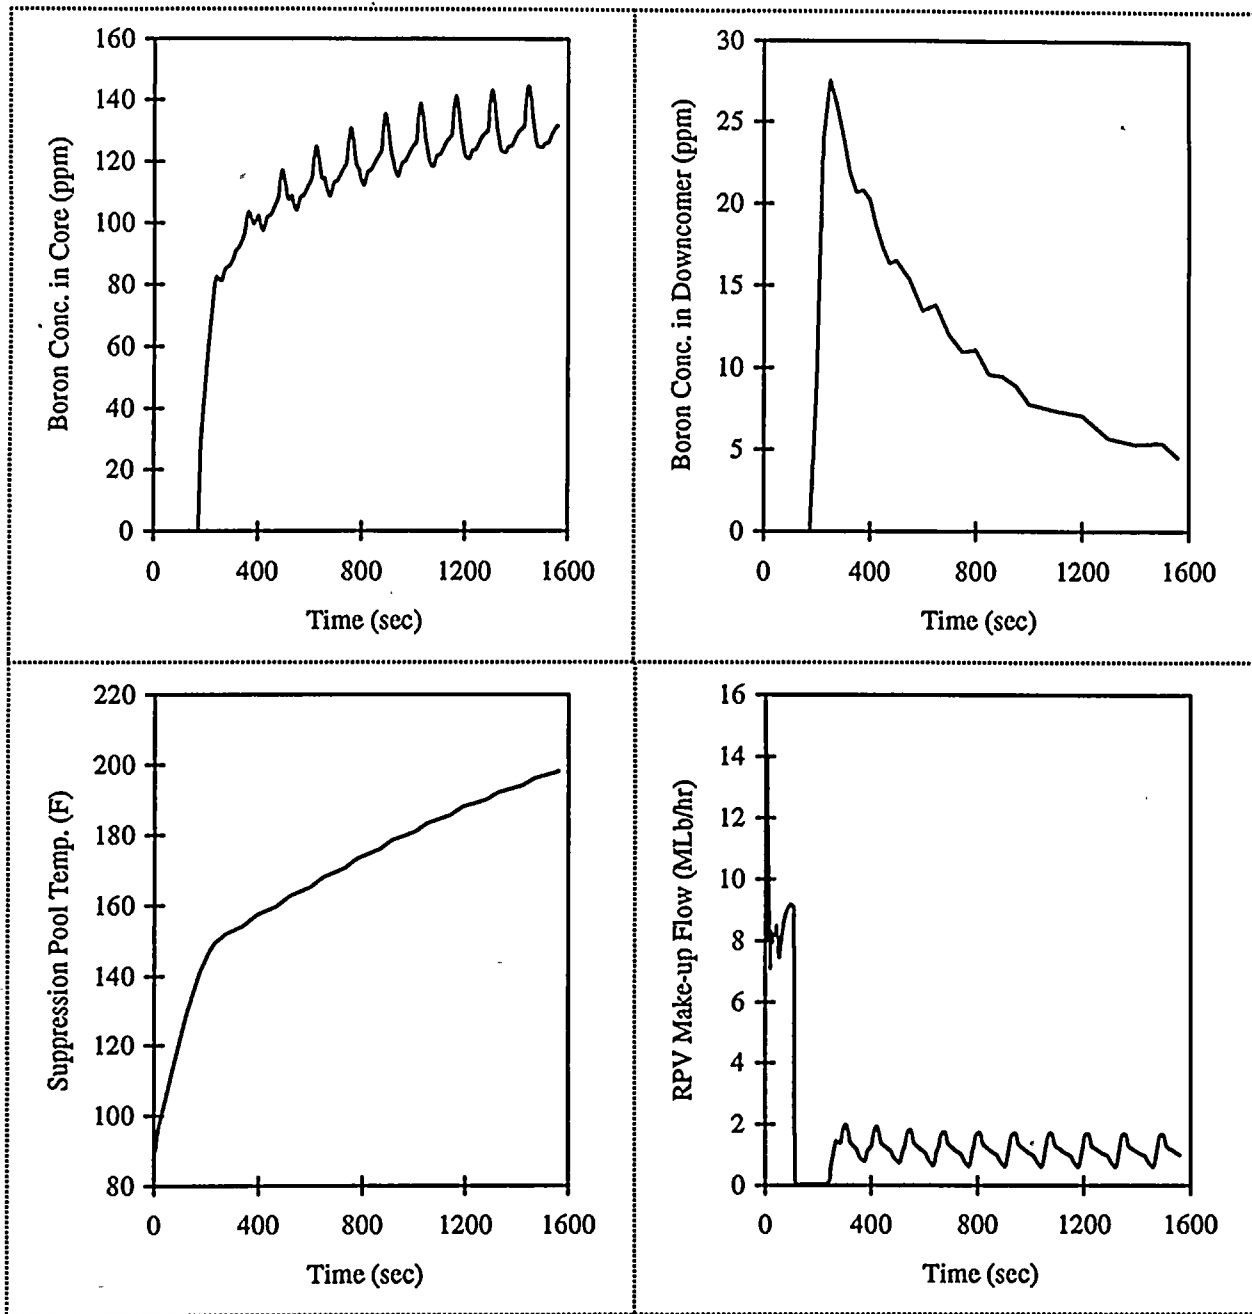 Boron Conc. in Core (ppm)
160
140
120
100
80
60
40
20
0
0 400 800 1200 1600
Time (sec)
Boron Conc. in Downcomer (ppm)
30
25
20
15
10
5
0
0 400 800 1200 1600
Time (sec)
Suppression Pool Temp. (F)
220
200
180
160
140
120
100
80
0 400 800 1200 1600
Time (sec)
RPV Make-up Flow (MLb/hr)
16
14
12
10
8
6
4
2
0
0 400 800 1200 1600
Time (sec)